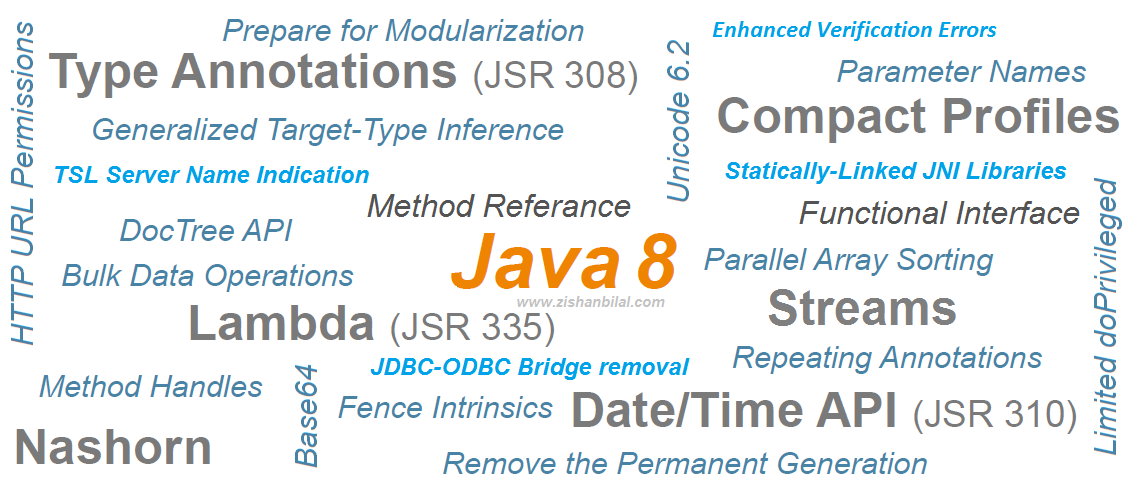 Prepare for Modularization
Enhanced Verification Errors
HTTP URL Permissions
Type Annotations (JSR 308)
Unicode 6.2
Parameter Names
Compact Profiles
Generalized Target-Type Inference
TSL Server Name Indication
Statically-Linked JNI Libraries
Method Referance
Functional Interface
Limited doPrivileged
DocTree API
Java 8
Parallel Array Sorting
Bulk Data Operations
www.zishanbilal.com
Streams
Lambda (JSR 335)
JDBC-ODBC Bridge removal
Repeating Annotations
Method Handles
Base64
Fence Intrinsics
Date/Time API (JSR 310)
Nashorn
Remove the Permanent Generation